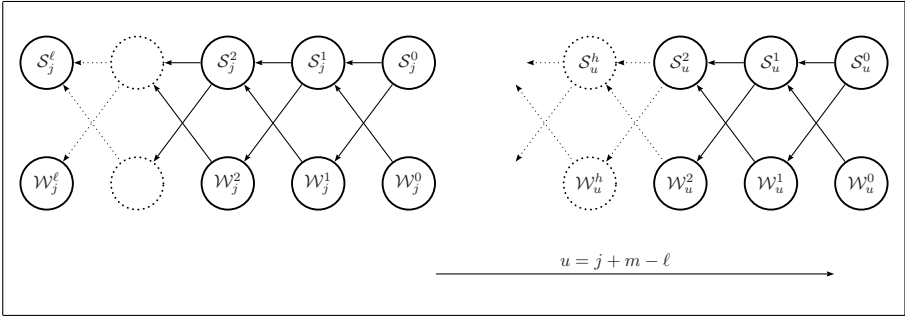 𝒮_j^ℓ 𝒮_j^2 𝒮_j^1 𝒮_j^0 𝒮_u^h 𝒮_u^2 𝒮_u^1 𝒮_u^0
𝒲_j^ℓ 𝒲_j^2 𝒲_j^1 𝒲_j^0 𝒲_u^h 𝒲_u^2 𝒲_u^1 𝒲_u^0
u = j + m − ℓ